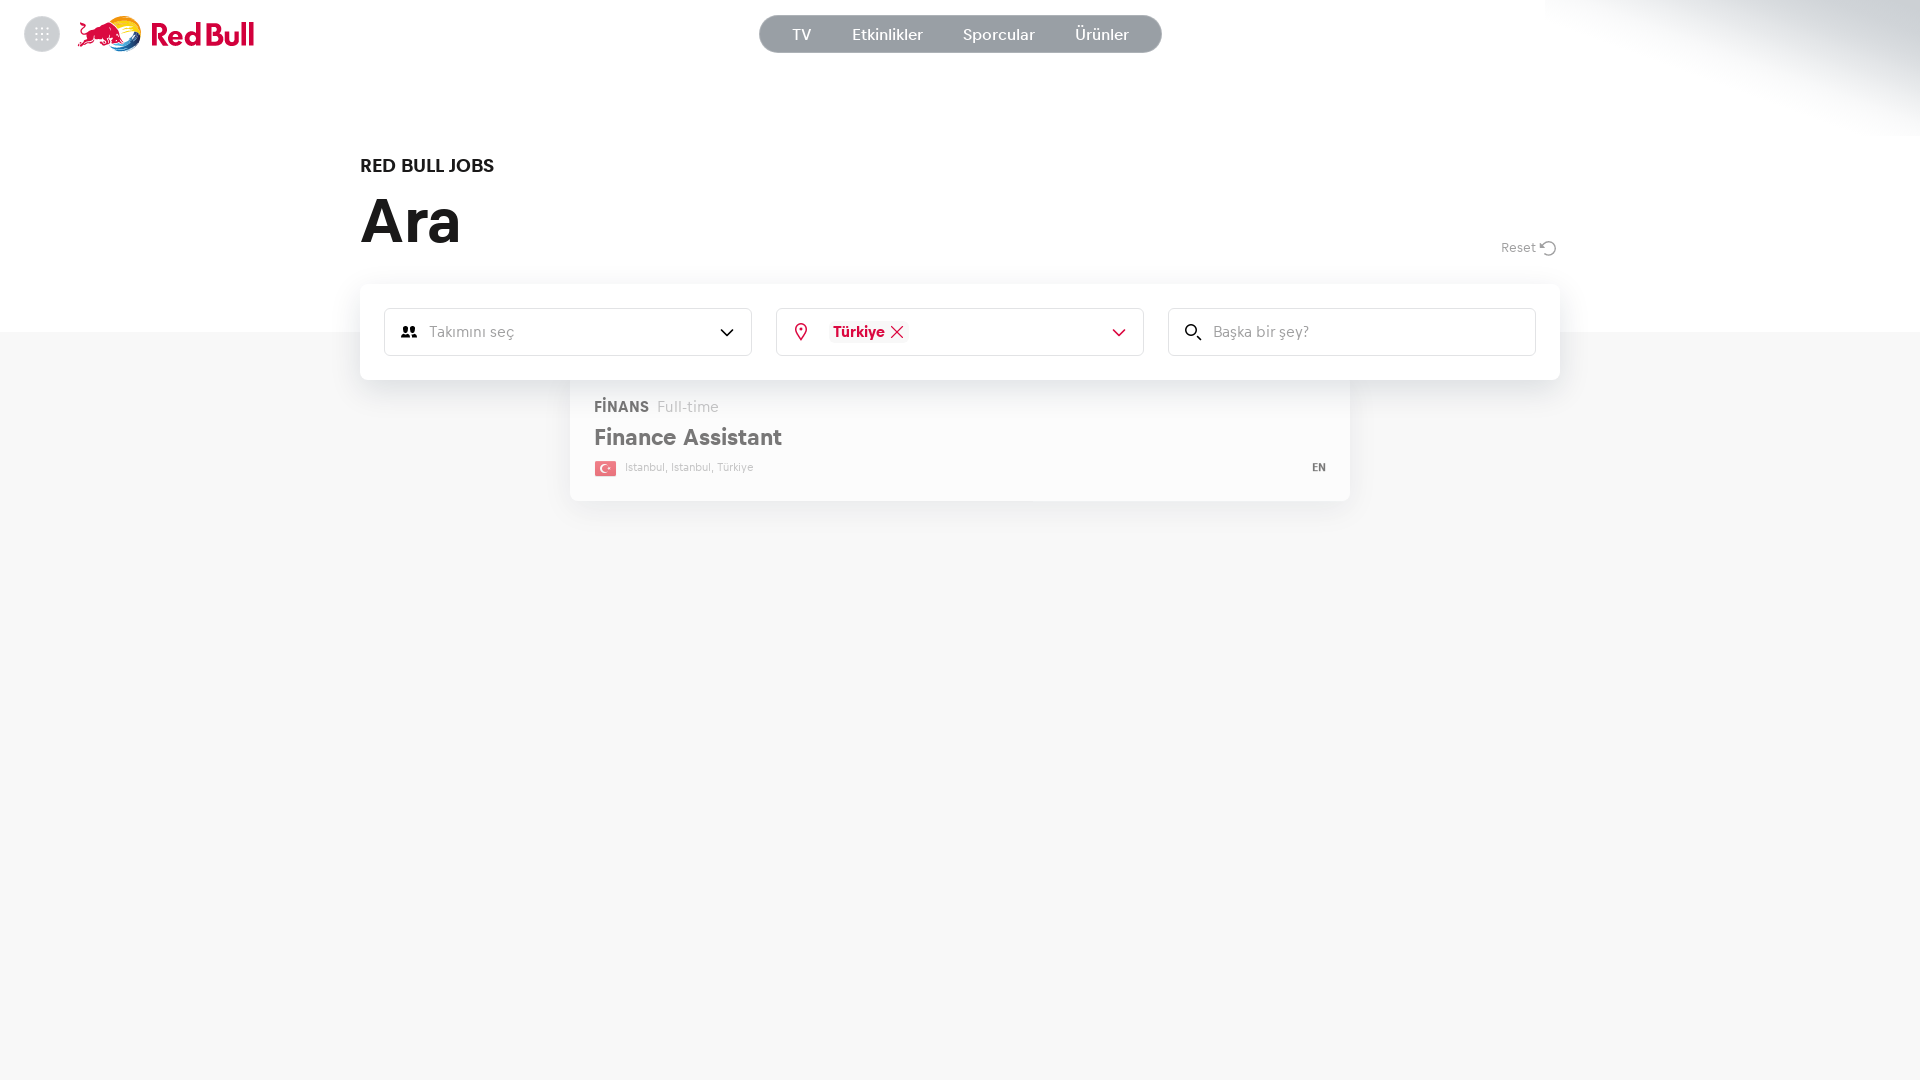 Red Bull
TV Etkinlikler Sporcular Ürünler
RED BULL JOBS
Ara
Reset
Takımını seç
Türkiye
Başka bir şey?
FİNANS Full-time
Finance Assistant
Istanbul, Istanbul, Türkiye
EN